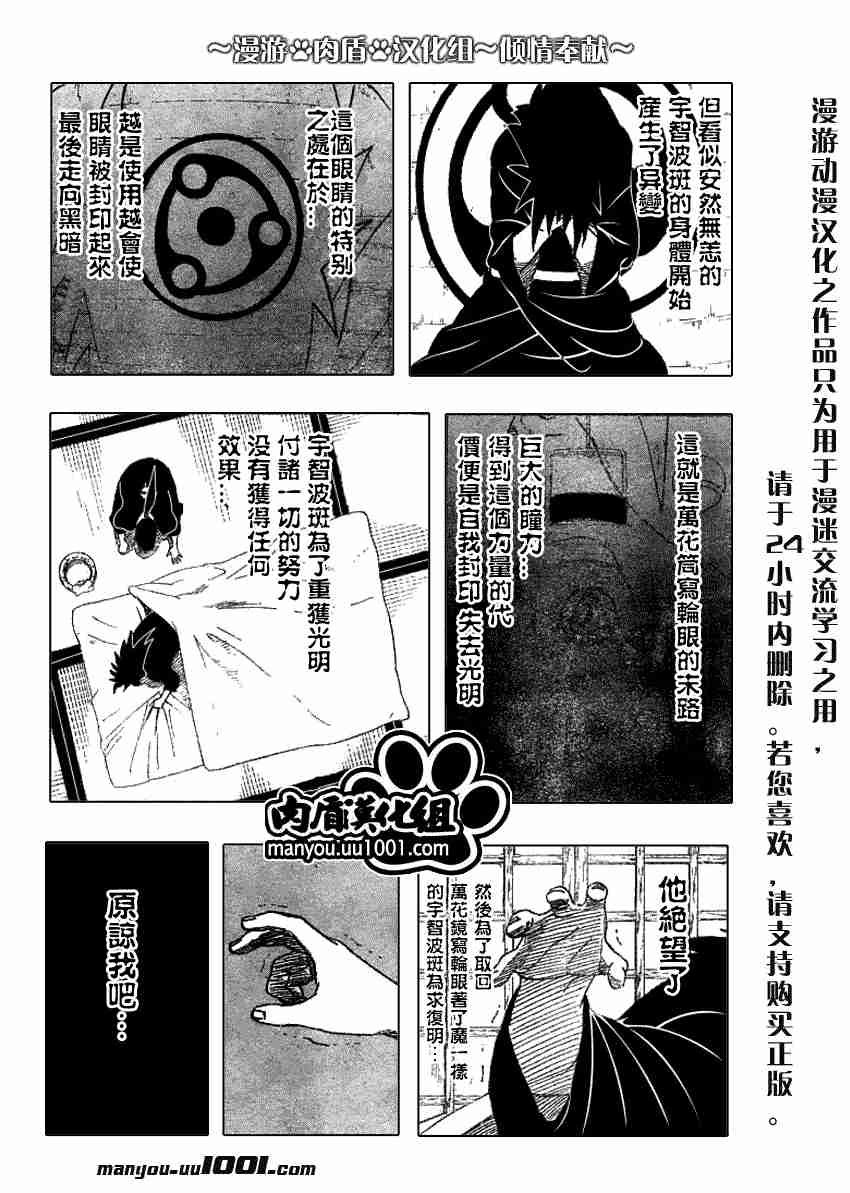 ~漫游 肉盾 汉化组~倾情奉献~
但看似安然無恙的
宇智波斑的身體開始
産生了异變
這個眼睛的特别
之處在於…
越是使用越會使
眼睛被封印起來
最後走向黑暗
這就是萬花筒寫輪眼的末路
巨大的瞳力…
得到這個力量的代
價便是自我封印 失去光明
宇智波斑為了重獲光明
付諸一切的努力
没有獲得任何
效果……
他絶望了
然後為了取回
萬花鏡寫輪眼著了魔一樣
的宇智波斑為求復明…
原諒我吧…
肉盾漢化组
manyou.uu1001.com
manyou-uu1001.com
漫游动漫汉化之作品只为用于漫迷交流学习之用，
请于24小时内删除。若您喜欢，请支持购买正版。